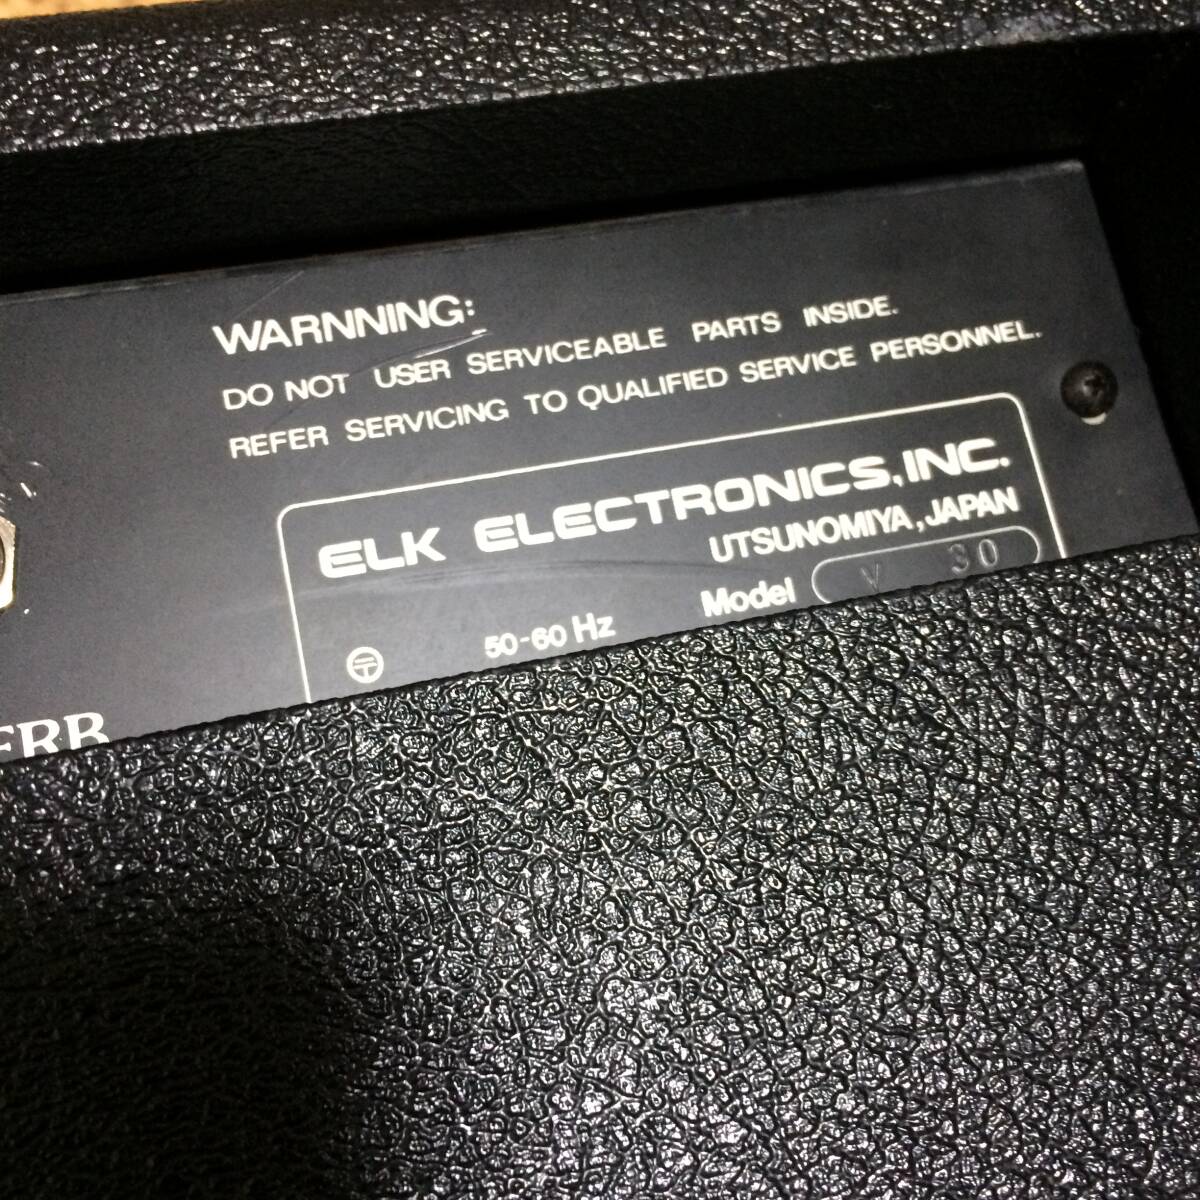 WARNNING:
DO NOT USER SERVICEABLE PARTS INSIDE.
REFER SERVICING TO QUALIFIED SERVICE PERSONNEL.
ELK ELECTRONICS,INC.
UTSUNOMIYA,JAPAN
Model V 30
50-60 Hz
ERB